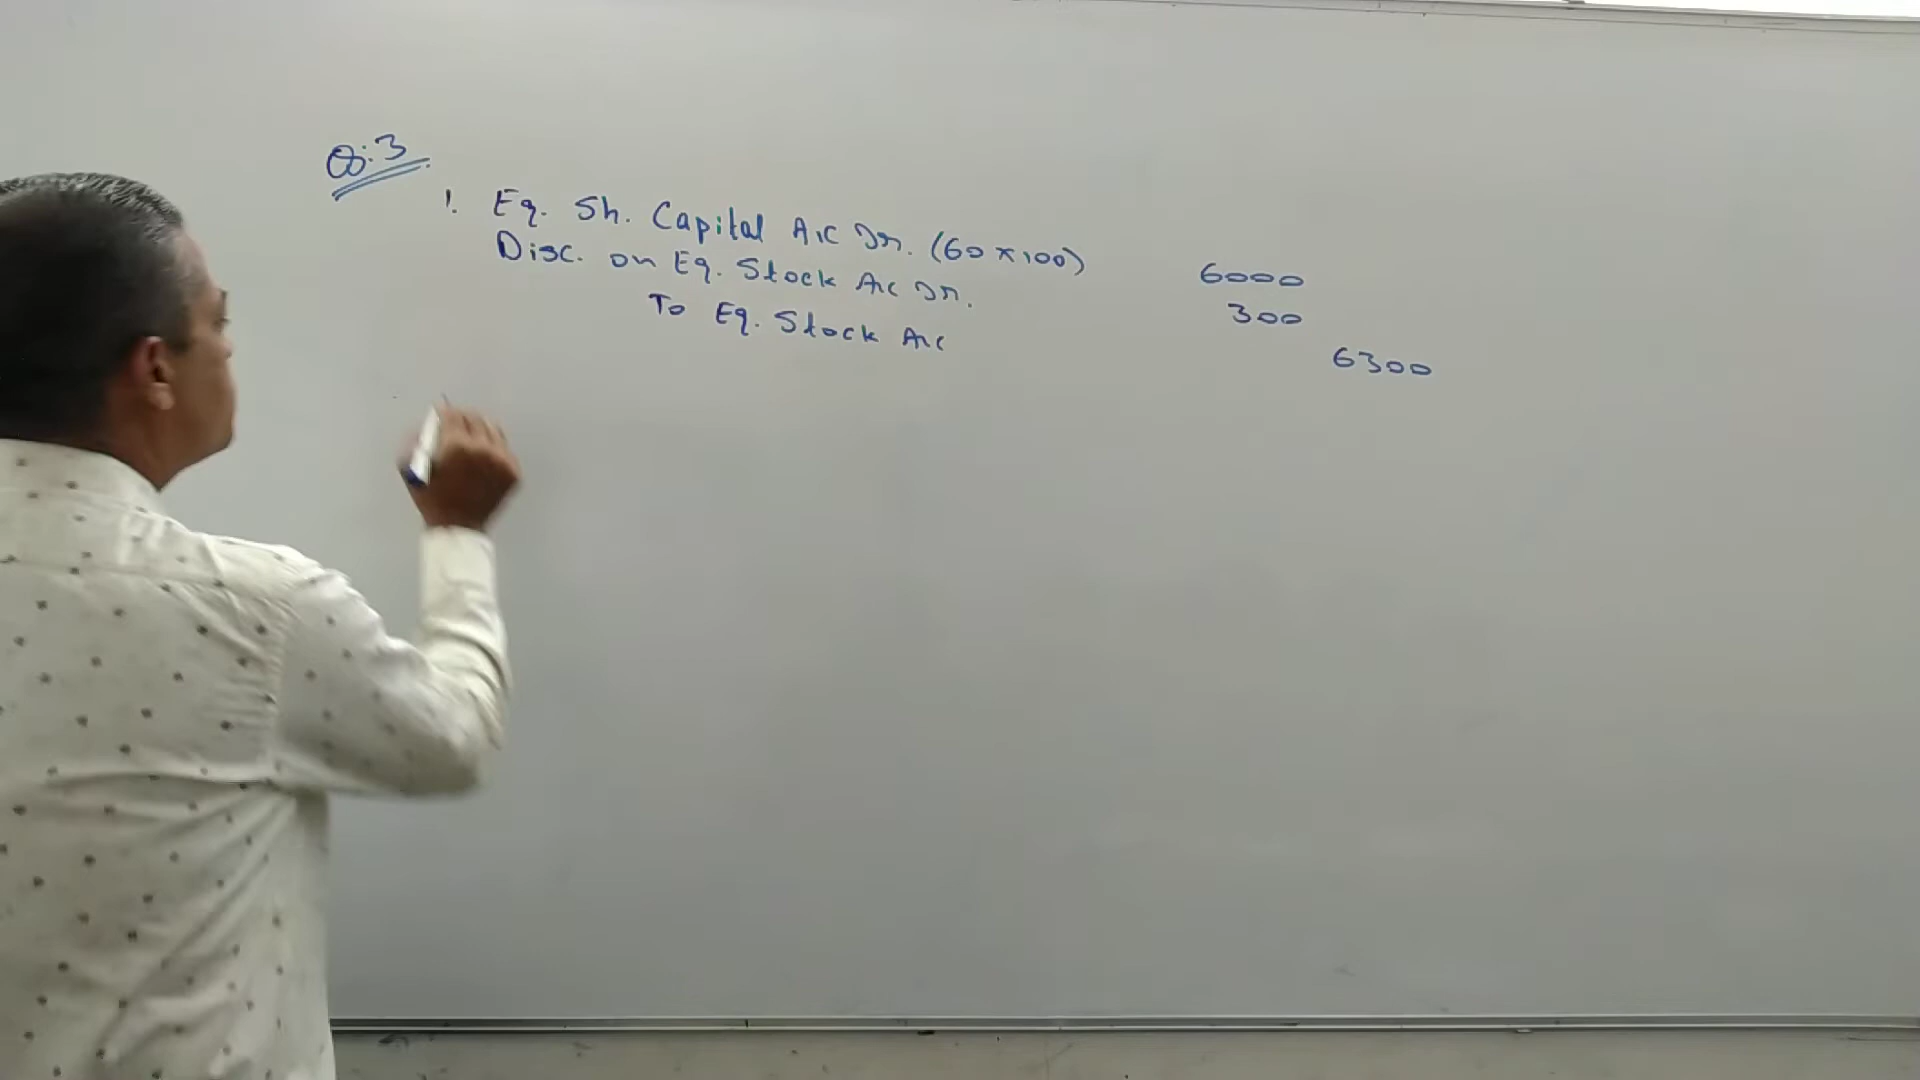 Q:3
1. Eq. Sh. Capital A/C Dr. (60 x 100) 6000
Disc. on Eq. Stock A/C Dr. 300
To Eq. Stock A/C 6300